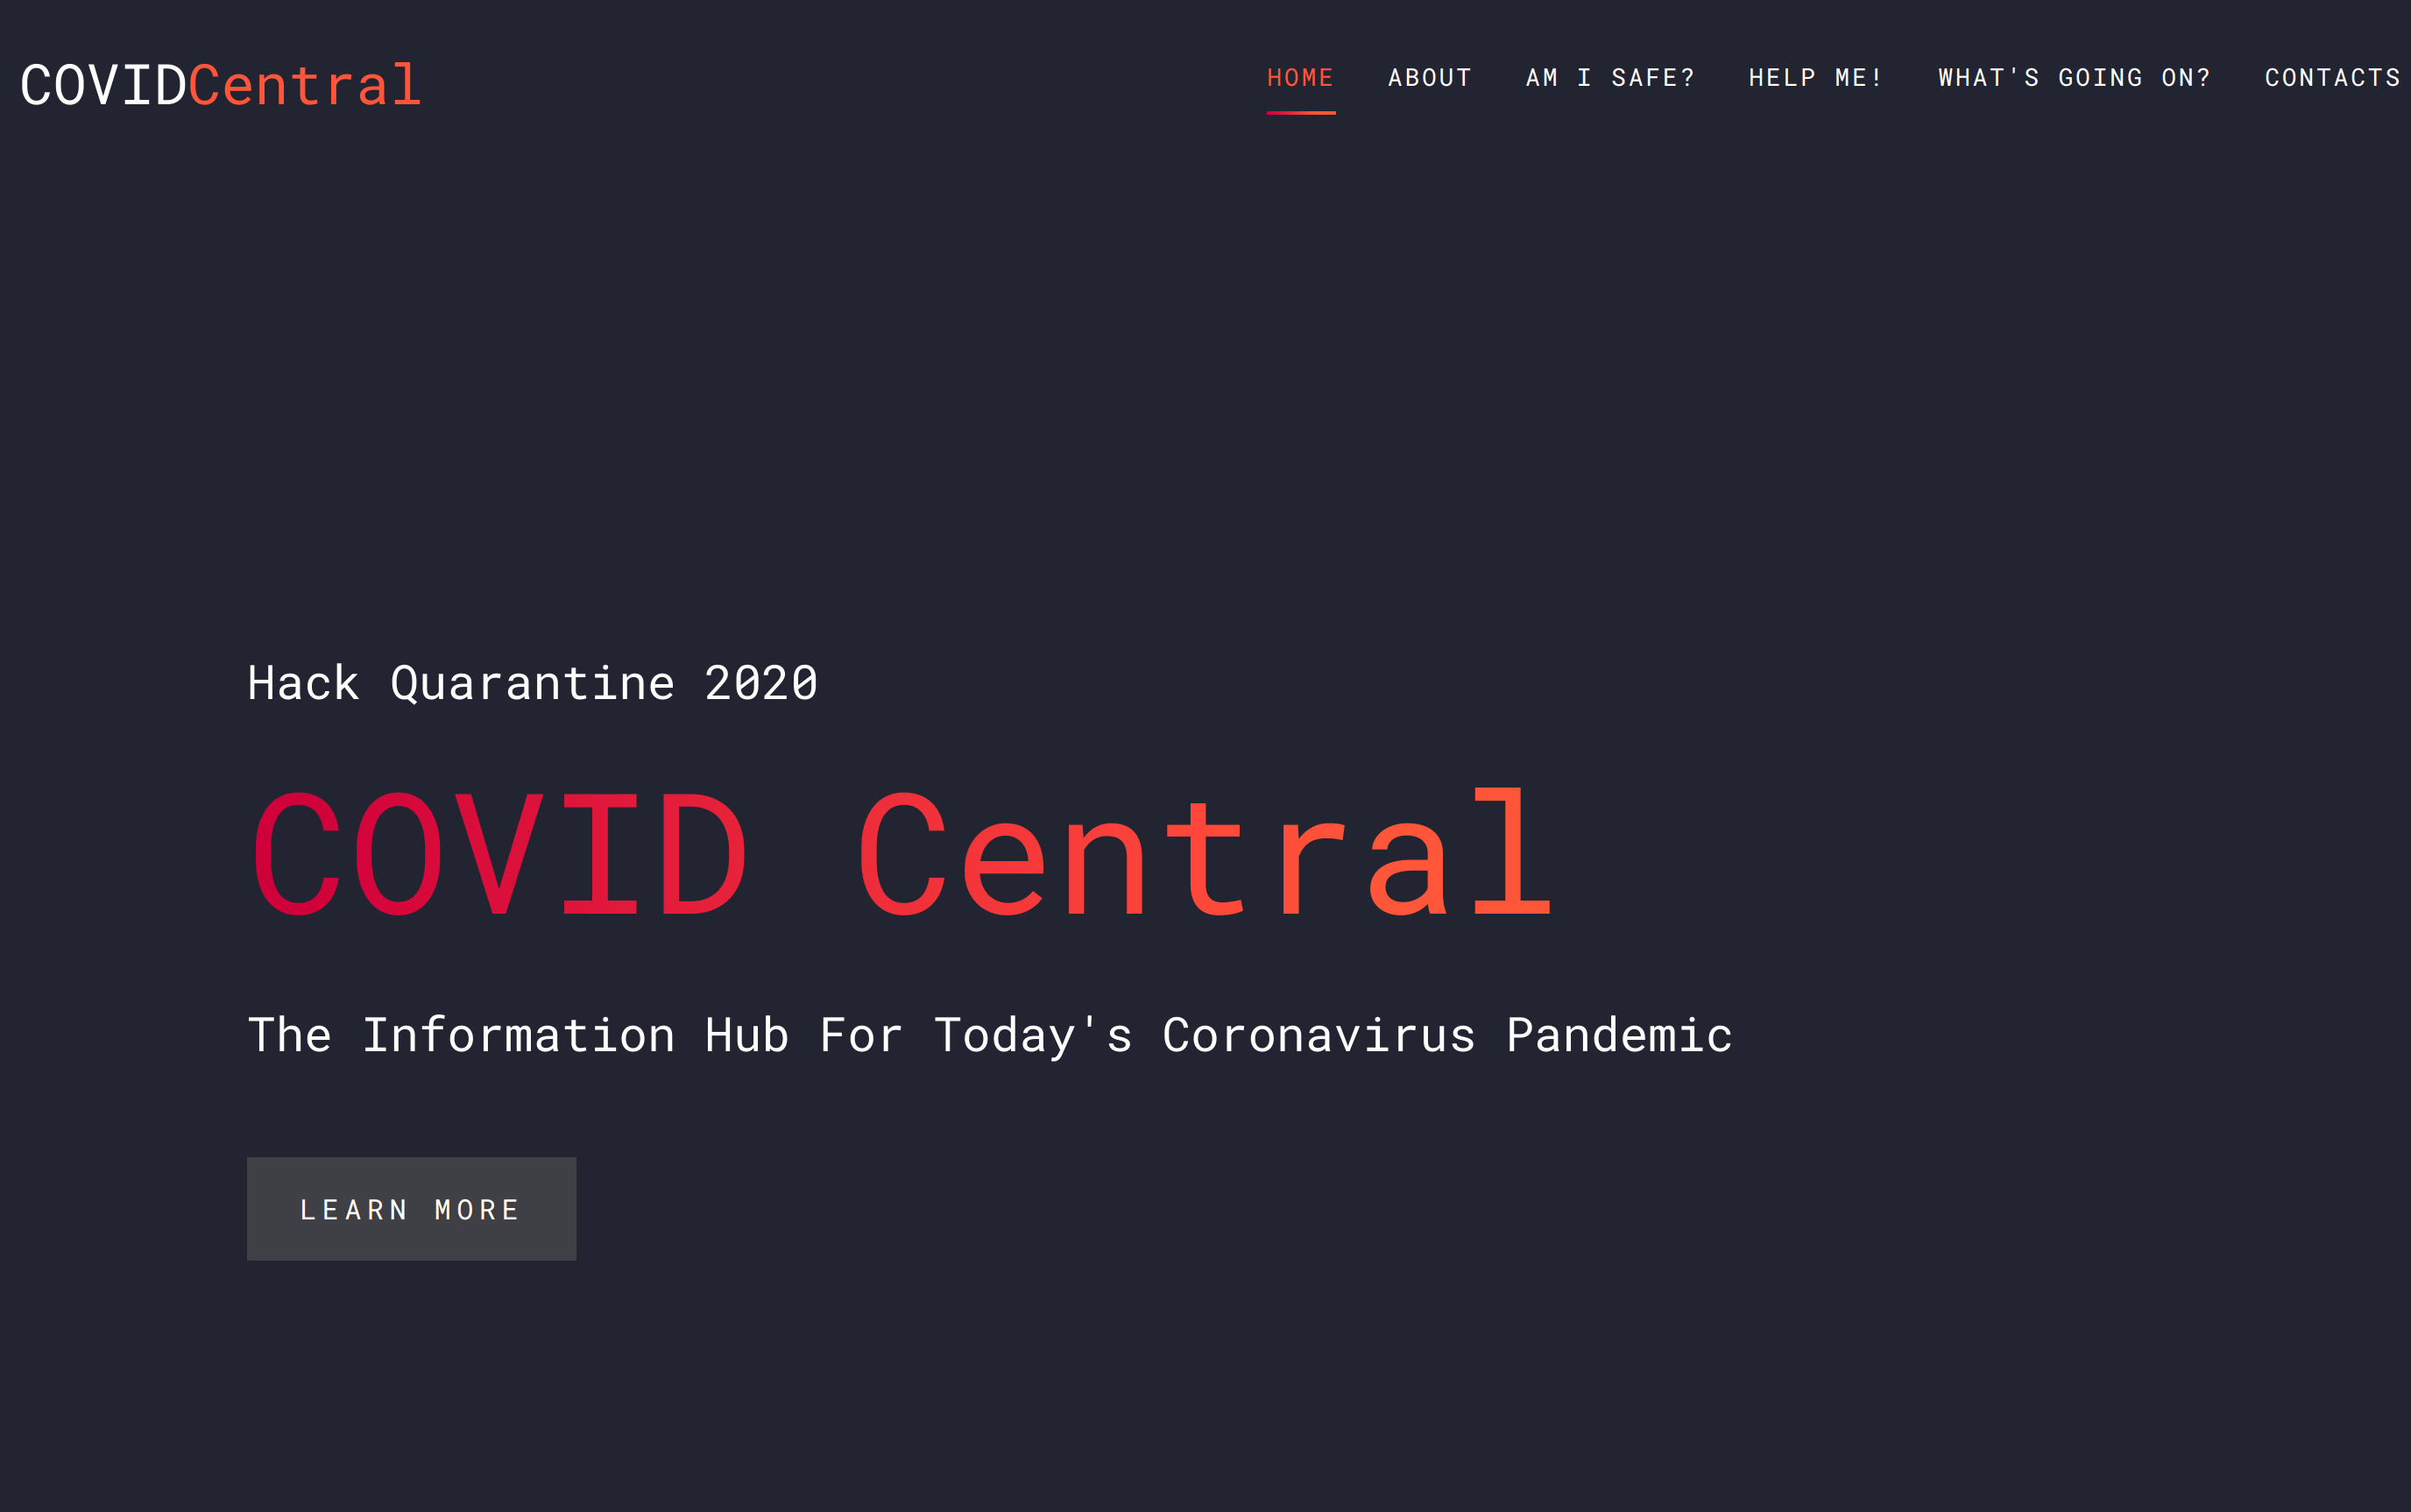 COVIDCentral
HOME ABOUT AM I SAFE? HELP ME! WHAT'S GOING ON? CONTACTS
Hack Quarantine 2020
COVID Central
The Information Hub For Today's Coronavirus Pandemic
LEARN MORE